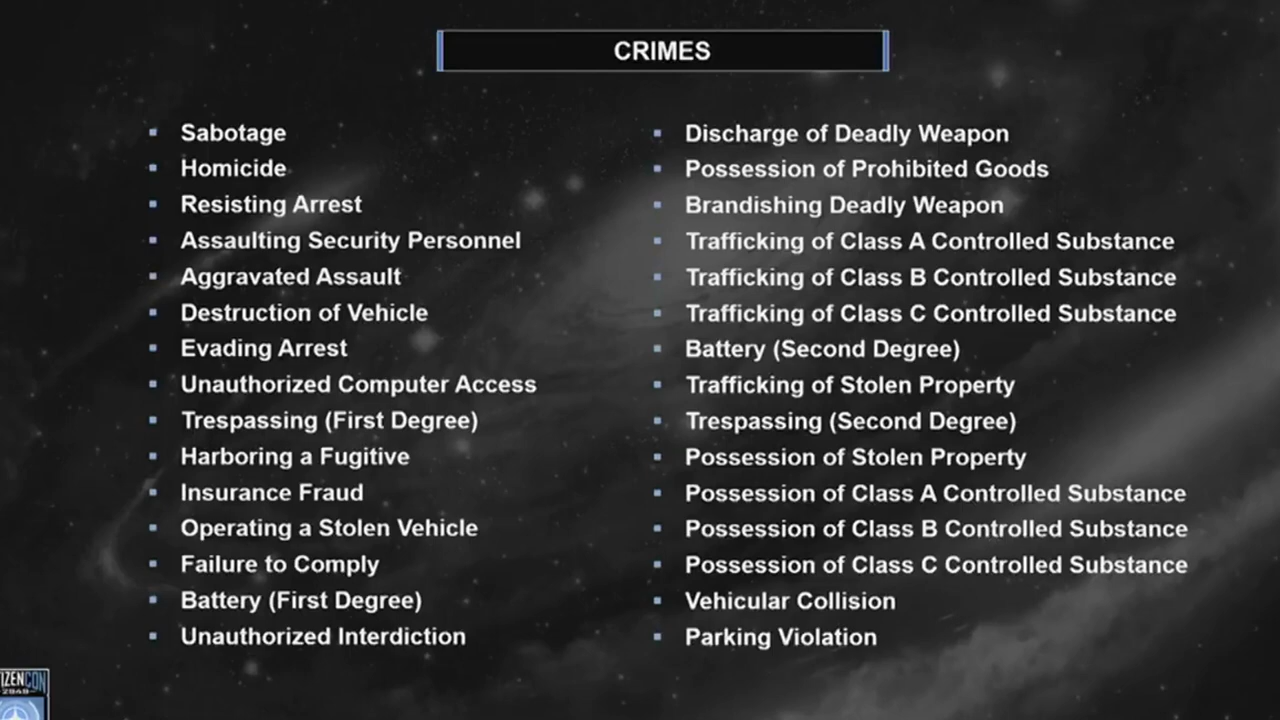 CRIMES
Sabotage
Homicide
Resisting Arrest
Assaulting Security Personnel
Aggravated Assault
Destruction of Vehicle
Evading Arrest
Unauthorized Computer Access
Trespassing (First Degree)
Harboring a Fugitive
Insurance Fraud
Operating a Stolen Vehicle
Failure to Comply
Battery (First Degree)
Unauthorized Interdiction
Discharge of Deadly Weapon
Possession of Prohibited Goods
Brandishing Deadly Weapon
Trafficking of Class A Controlled Substance
Trafficking of Class B Controlled Substance
Trafficking of Class C Controlled Substance
Battery (Second Degree)
Trafficking of Stolen Property
Trespassing (Second Degree)
Possession of Stolen Property
Possession of Class A Controlled Substance
Possession of Class B Controlled Substance
Possession of Class C Controlled Substance
Vehicular Collision
Parking Violation
IZENCON
2949